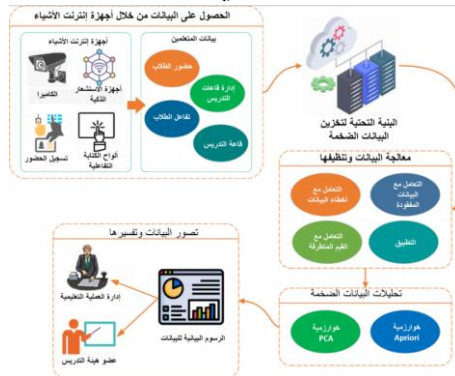 الحصول على البيانات من خلال أجهزة إنترنت الأشياء
أجهزة إنترنت الأشياء
الكاميرا
أجهزة الاستشعار
الذكية
تسجيل الحضور
ألواح الكتابة
التفاعلية
بيانات المتعلمين
حضور الطلاب
إدارة قاعات
التدريس
تفاعل الطلاب
قاعة التدريس
البنية التحتية لتخزين
البيانات الضخمة
معالجة البيانات وتنظيفها
التعامل مع
أخطاء البيانات
التعامل مع
البيانات
المفقودة
التعامل مع
القيم المتطرفة
التطبيق
تحليلات البيانات الضخمة
خوارزمية
PCA
خوارزمية
Apriori
تصور البيانات وتفسيرها
إدارة العملية التعليمية
عضو هيئة التدريس
الرسوم البيانية للبيانات